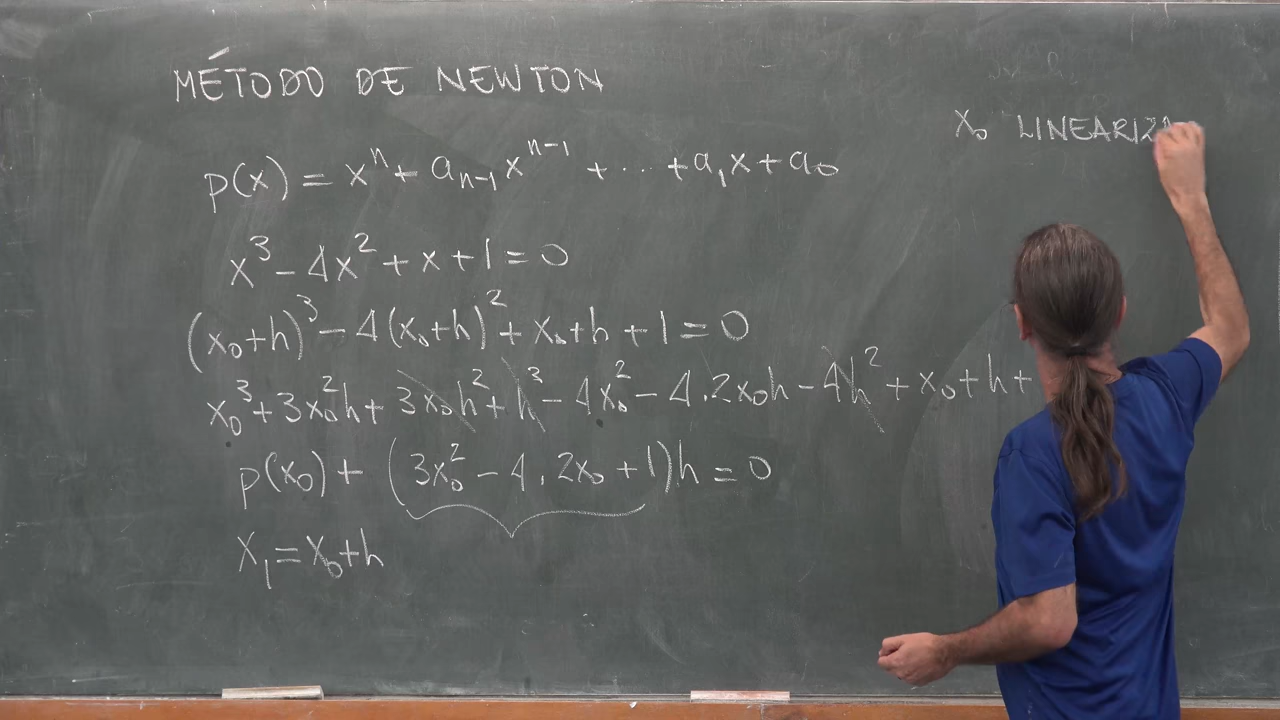 MÉTODO DE NEWTON
p(x) = xⁿ + aₙ₋₁xⁿ⁻¹ + ... + a₁x + a₀
x³ - 4x² + x + 1 = 0
(x₀+h)³ - 4(x₀+h)² + x₀+h + 1 = 0
x₀³ + 3x₀²h + 3x₀h² + h³ - 4x₀² - 4.2x₀h - 4h² + x₀ + h +
p(x₀) + (3x₀² - 4.2x₀ + 1)h = 0
x₁ = x₀+h
x₀ LINEARIZA